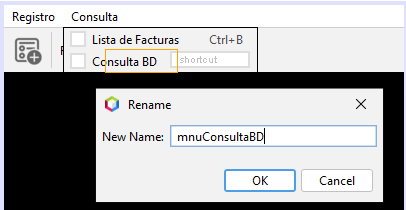 Registro Consulta
Lista de Facturas Ctrl+B
Consulta BD shortcut
Rename
New Name: mnuConsultaBD
OK Cancel